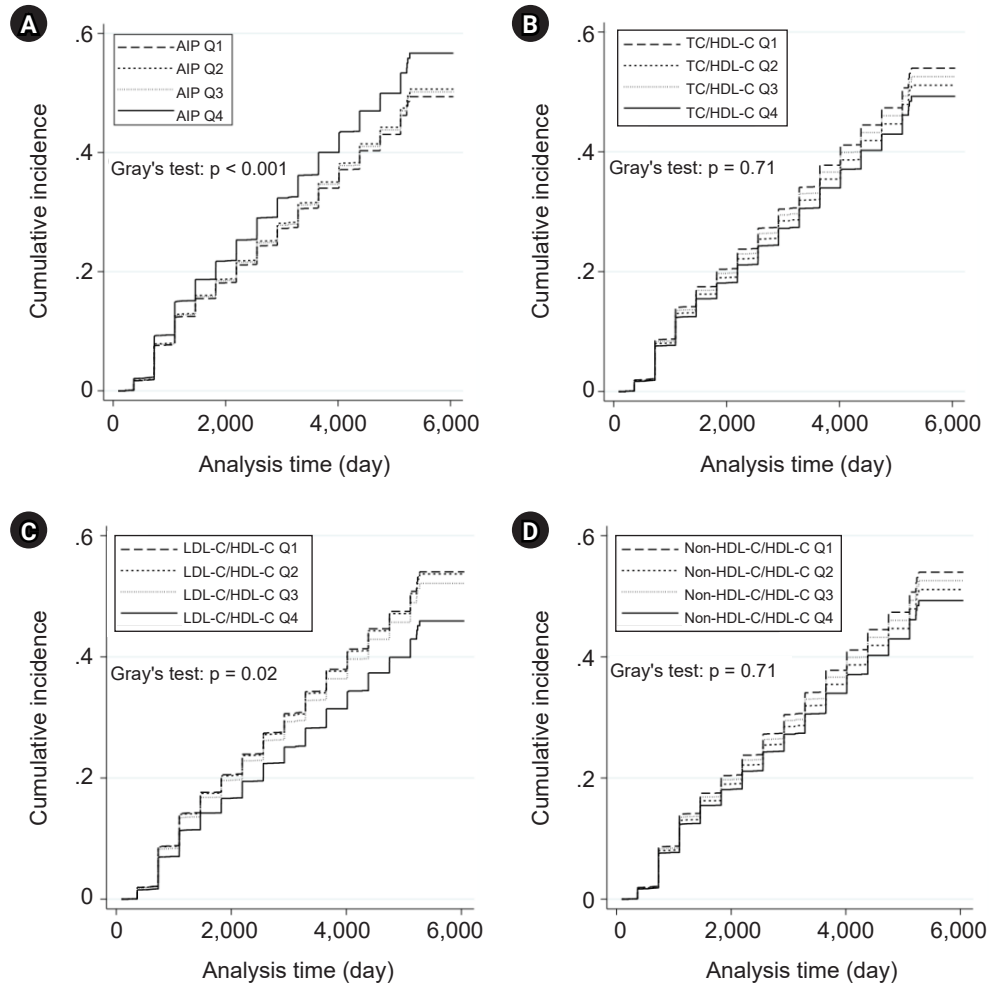 A
Cumulative incidence
.6
.4
.2
0
AIP Q1
AIP Q2
AIP Q3
AIP Q4
Gray's test: p < 0.001
0 2,000 4,000 6,000
Analysis time (day)
B
Cumulative incidence
.6
.4
.2
0
TC/HDL-C Q1
TC/HDL-C Q2
TC/HDL-C Q3
TC/HDL-C Q4
Gray's test: p = 0.71
0 2,000 4,000 6,000
Analysis time (day)
C
Cumulative incidence
.6
.4
.2
0
LDL-C/HDL-C Q1
LDL-C/HDL-C Q2
LDL-C/HDL-C Q3
LDL-C/HDL-C Q4
Gray's test: p = 0.02
0 2,000 4,000 6,000
Analysis time (day)
D
Cumulative incidence
.6
.4
.2
0
Non-HDL-C/HDL-C Q1
Non-HDL-C/HDL-C Q2
Non-HDL-C/HDL-C Q3
Non-HDL-C/HDL-C Q4
Gray's test: p = 0.71
0 2,000 4,000 6,000
Analysis time (day)